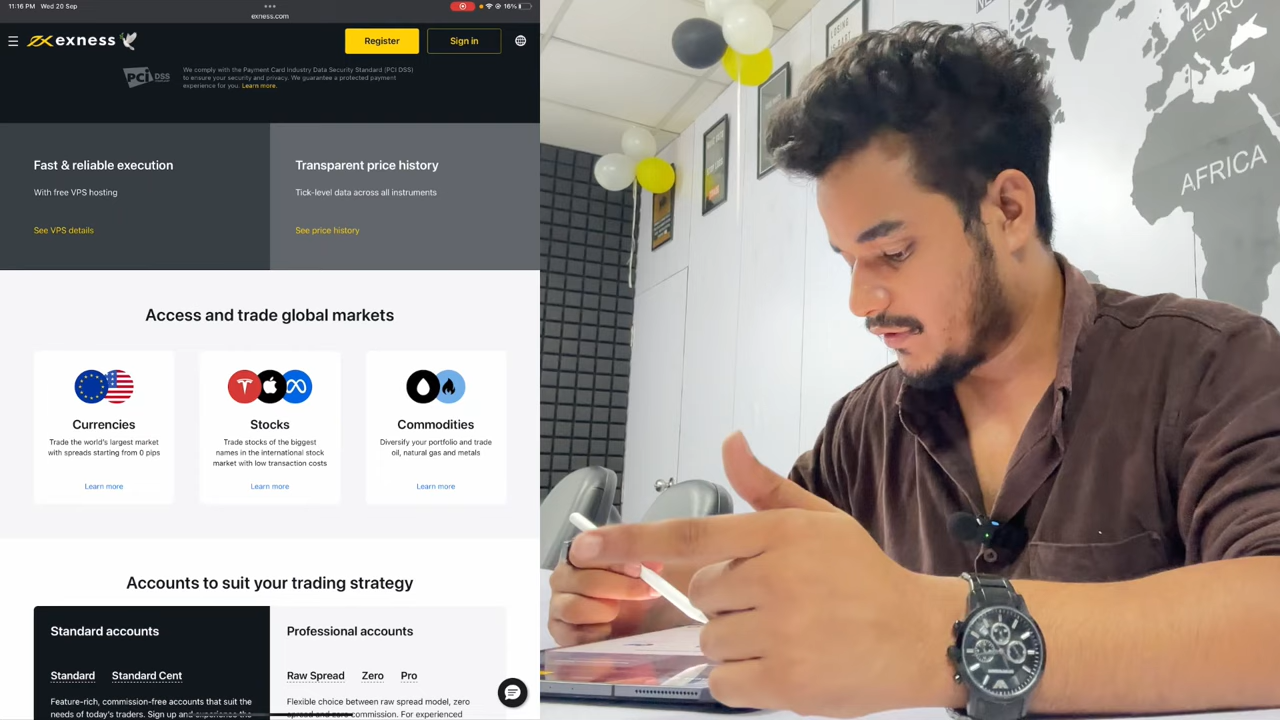 11:16 PM Wed 20 Sep
16%
exness.com
exness
Register
Sign in
PCI DSS
We comply with the Payment Card Industry Data Security Standard (PCI DSS)
to ensure your security and privacy. We guarantee a protected payment
experience for you. Learn more.
Fast & reliable execution
With free VPS hosting
See VPS details
Transparent price history
Tick-level data across all instruments
See price history
Access and trade global markets
Currencies
Trade the world's largest market
with spreads starting from 0 pips
Learn more
Stocks
Trade stocks of the biggest
names in the international stock
market with low transaction costs
Learn more
Commodities
Diversify your portfolio and trade
oil, natural gas and metals
Learn more
Accounts to suit your trading strategy
Standard accounts
Standard Standard Cent
Feature-rich, commission-free accounts that suit the
needs of today's traders. Sign up and experience the
Professional accounts
Raw Spread Zero Pro
Flexible choice between raw spread model, zero
spread and zero commission. For experienced
EURO
AFRICA